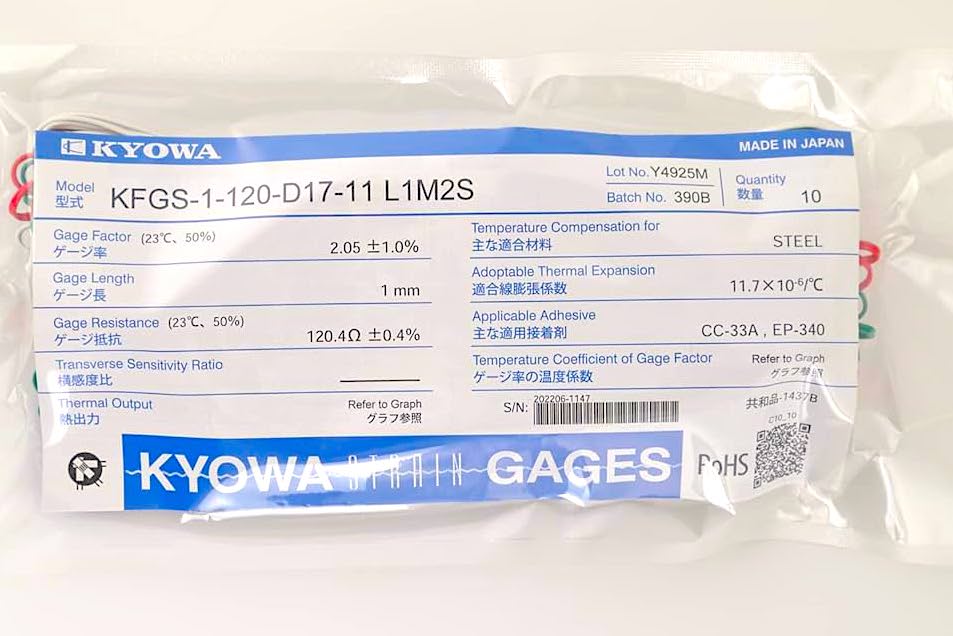 KYOWA
MADE IN JAPAN
Model
型式
KFGS-1-120-D17-11 L1M2S
Lot No. Y4925M
Batch No. 390B
Quantity
数量
10
Gage Factor (23℃, 50%)
ゲージ率
2.05 ±1.0%
Gage Length
ゲージ長
1 mm
Gage Resistance (23℃, 50%)
ゲージ抵抗
120.4Ω ±0.4%
Transverse Sensitivity Ratio
横感度比
Thermal Output
熱出力
Refer to Graph
グラフ参照
Temperature Compensation for
主な適合材料
STEEL
Adoptable Thermal Expansion
適合線膨張係数
11.7×10⁻⁶/℃
Applicable Adhesive
主な適用接着剤
CC-33A , EP-340
Temperature Coefficient of Gage Factor
ゲージ率の温度係数
Refer to Graph
グラフ参照
S/N:
202206-1147
共和品-1437B
C10_10
KYOWA STRAIN GAGES
RoHS